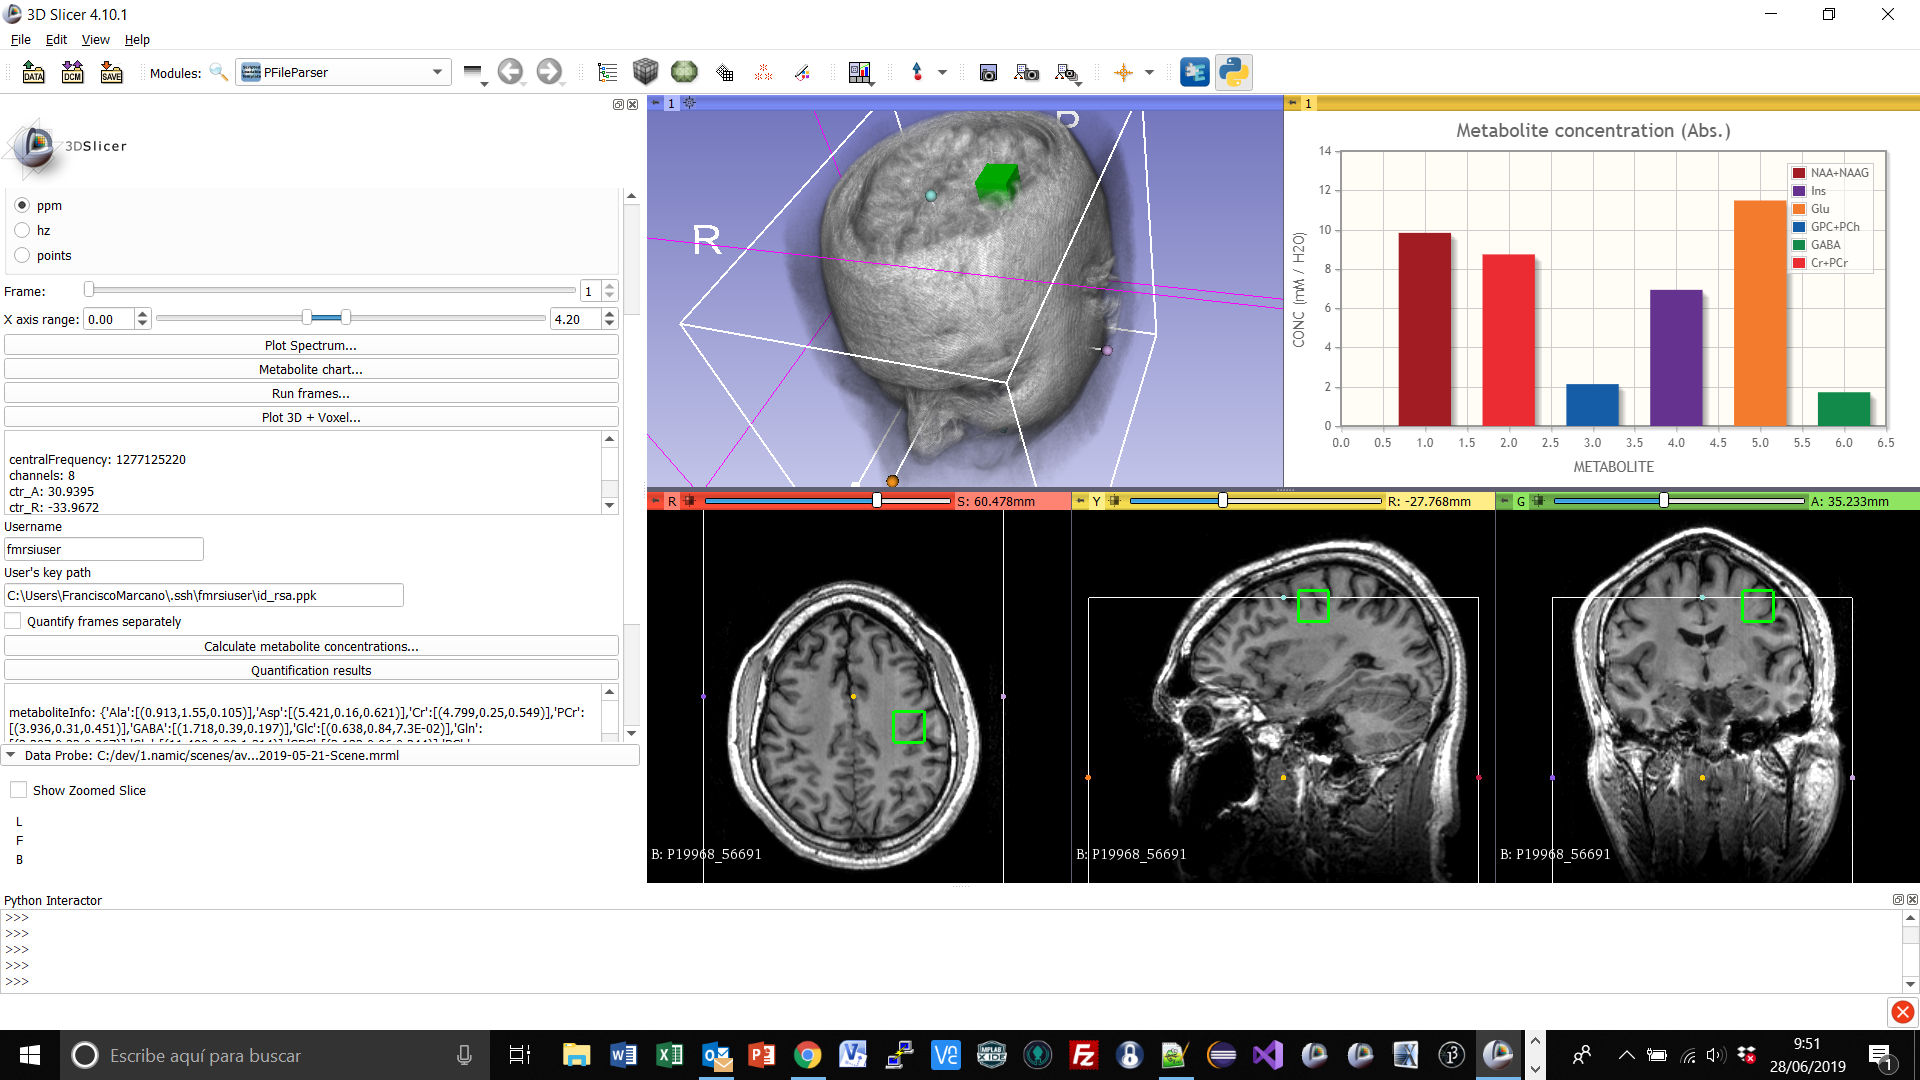 3D Slicer 4.10.1
File Edit View Help
DATA DCM SAVE Modules: PFileParser
3DSlicer
ppm
hz
points
Frame: 1
X axis range: 0.00 4.20
Plot Spectrum...
Metabolite chart...
Run frames...
Plot 3D + Voxel...
centralFrequency: 1277125220
channels: 8
ctr_A: 30.9395
ctr_R: -33.9672
Username
fmrsiuser
User's key path
C:\Users\FranciscoMarcano\.ssh\fmrsiuser\id_rsa.ppk
Quantify frames separately
Calculate metabolite concentrations...
Quantification results
metaboliteInfo: {'Ala':[(0.913,1.55,0.105)],'Asp':[(5.421,0.16,0.621)],'Cr':[(4.799,0.25,0.549)],'PCr':
[(3.936,0.31,0.451)],'GABA':[(1.718,0.39,0.197)],'Glc':[(0.638,0.84,7.3E-02)],'Gln':
Data Probe: C:/dev/1.namic/scenes/av...2019-05-21-Scene.mrml
Show Zoomed Slice
L
F
B
1
R
1
Metabolite concentration (Abs.)
14
12
10
8
6
4
2
0
CONC (mM / H2O)
NAA+NAAG
Ins
Glu
GPC+PCh
GABA
Cr+PCr
0.0 0.5 1.0 1.5 2.0 2.5 3.0 3.5 4.0 4.5 5.0 5.5 6.0 6.5
METABOLITE
R S: 60.478mm
Y R: -27.768mm
G A: 35.233mm
B: P19968_56691
B: P19968_56691
B: P19968_56691
Python Interactor
>>>
>>>
>>>
>>>
>>>
Escribe aquí para buscar
9:51
28/06/2019
1